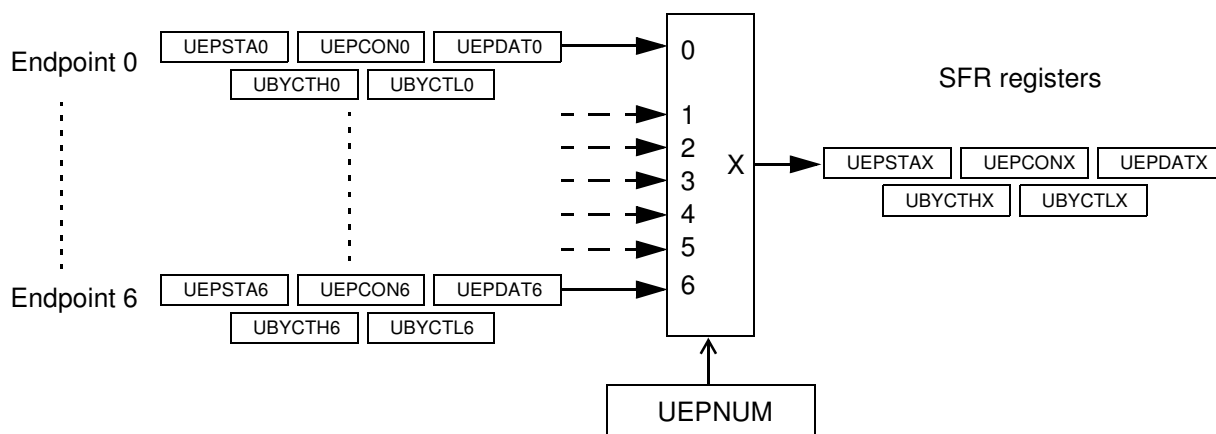 Endpoint 0
UEPSTA0 UEPCON0 UEPDAT0
UBYCTH0 UBYCTL0
0
1
2
3
4
5
6
X
SFR registers
UEPSTAX UEPCONX UEPDATX
UBYCTHX UBYCTLX
Endpoint 6
UEPSTA6 UEPCON6 UEPDAT6
UBYCTH6 UBYCTL6
UEPNUM